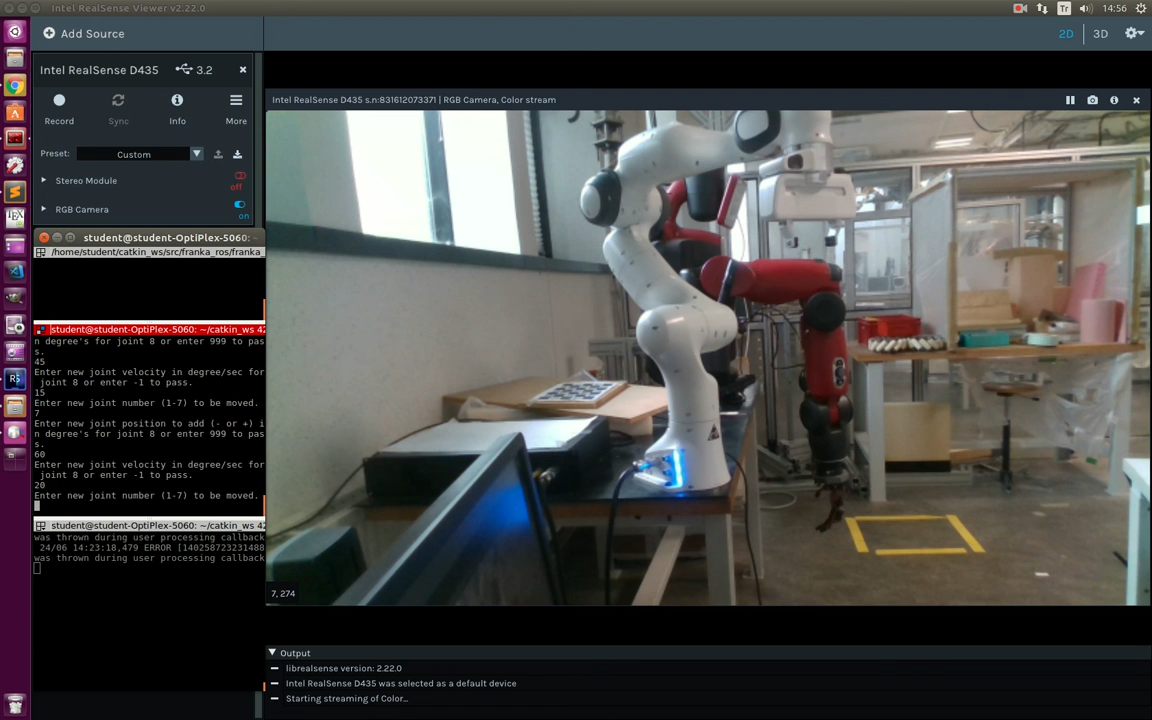 Intel RealSense Viewer v2.22.0
Tr
14:56
Add Source
2D
3D
Intel RealSense D435
3.2
Record
Sync
Info
More
Preset:
Custom
Stereo Module
off
RGB Camera
on
Intel RealSense D435 s.n:831612073371 | RGB Camera, Color stream
student@student-OptiPlex-5060: ~
/home/student/catkin_ws/src/franka_ros/franka_
student@student-OptiPlex-5060: ~/catkin_ws 42
n degree's for joint 8 or enter 999 to pas
s.
45
Enter new joint velocity in degree/sec for
joint 8 or enter -1 to pass.
15
Enter new joint number (1-7) to be moved.
7
Enter new joint position to add (- or +) i
n degree's for joint 8 or enter 999 to pas
s.
60
Enter new joint velocity in degree/sec for
joint 8 or enter -1 to pass.
20
Enter new joint number (1-7) to be moved.
student@student-OptiPlex-5060: ~/catkin_ws 42
was thrown during user processing callback
24/06 14:23:18,479 ERROR [140258723231488
was thrown during user processing callback
7, 274
Output
librealsense version: 2.22.0
Intel RealSense D435 was selected as a default device
Starting streaming of Color...